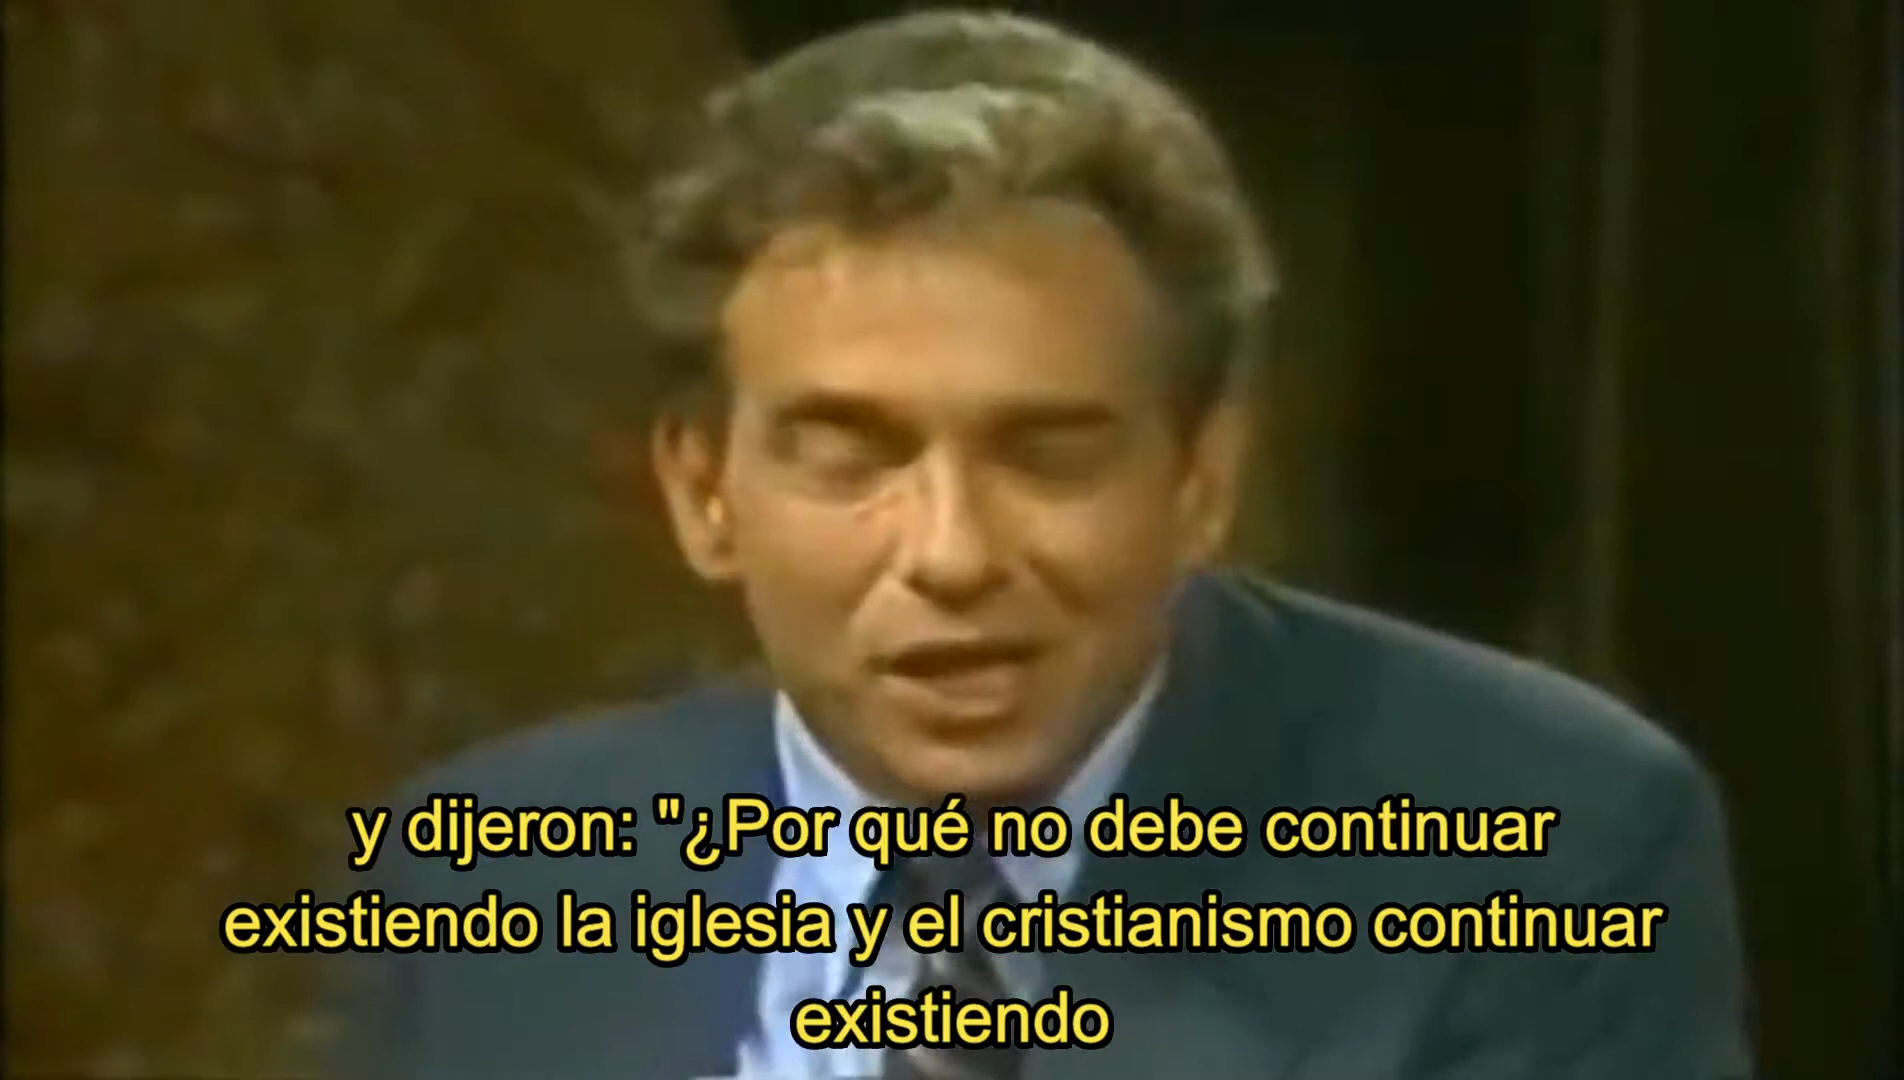 y dijeron: "¿Por qué no debe continuar
existiendo la iglesia y el cristianismo continuar
existiendo